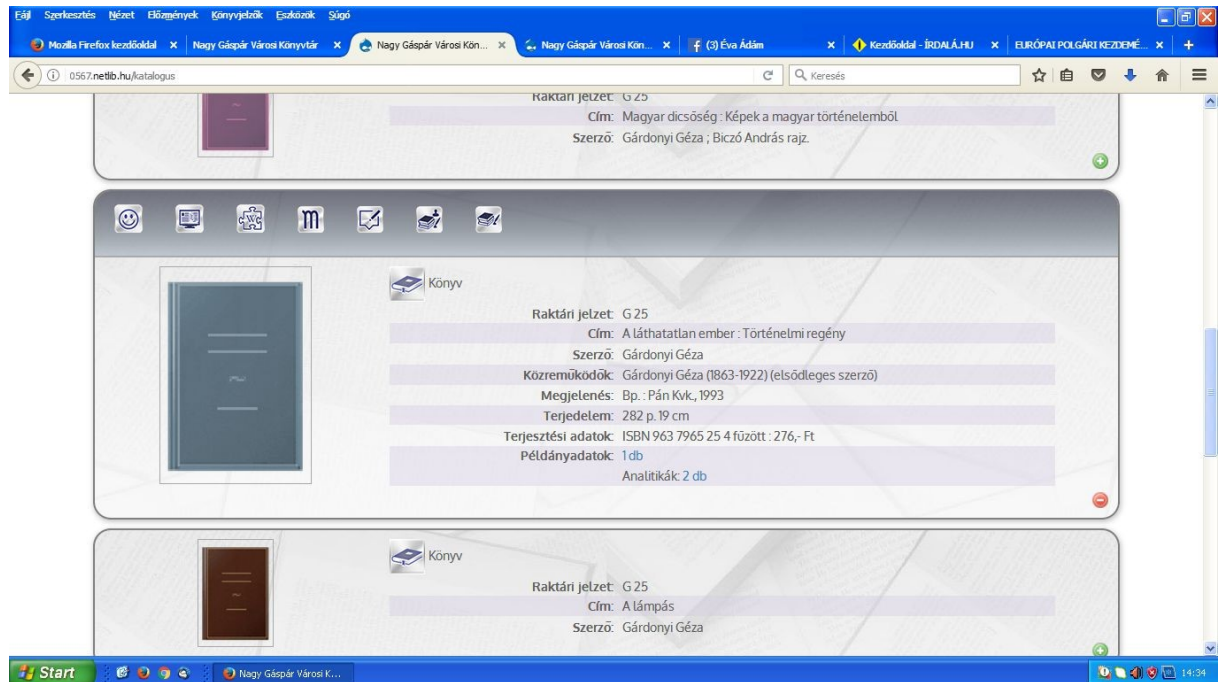 Fájl Szerkesztés Nézet Előzmények Könyvjelzők Eszközök Súgó
Mozilla Firefox kezdőoldal × Nagy Gáspár Városi Könyvtár × Nagy Gáspár Városi Kön... × Nagy Gáspár Városi Kön... × (3) Éva Ádám × Kezdőoldal - ÍRDALÁ.HU × EURÓPAI POLGÁRI KEZDEMÉ... × +
0567.netlib.hu/katalogus Keresés
Raktári jelzet: G 25
Cím: Magyar dicsőség : Képek a magyar történelemből
Szerző: Gárdonyi Géza ; Biczó András rajz.
Könyv
Raktári jelzet: G 25
Cím: A láthatatlan ember : Történelmi regény
Szerző: Gárdonyi Géza
Közreműködők: Gárdonyi Géza (1863-1922) (elsődleges szerző)
Megjelenés: Bp. : Pán Kvk., 1993
Terjedelem: 282 p. 19 cm
Terjesztési adatok: ISBN 963 7965 25 4 fűzött : 276,- Ft
Példányadatok: 1 db
Analitikák: 2 db
Könyv
Raktári jelzet: G 25
Cím: A lámpás
Szerző: Gárdonyi Géza
Start Nagy Gáspár Városi K... 14:34